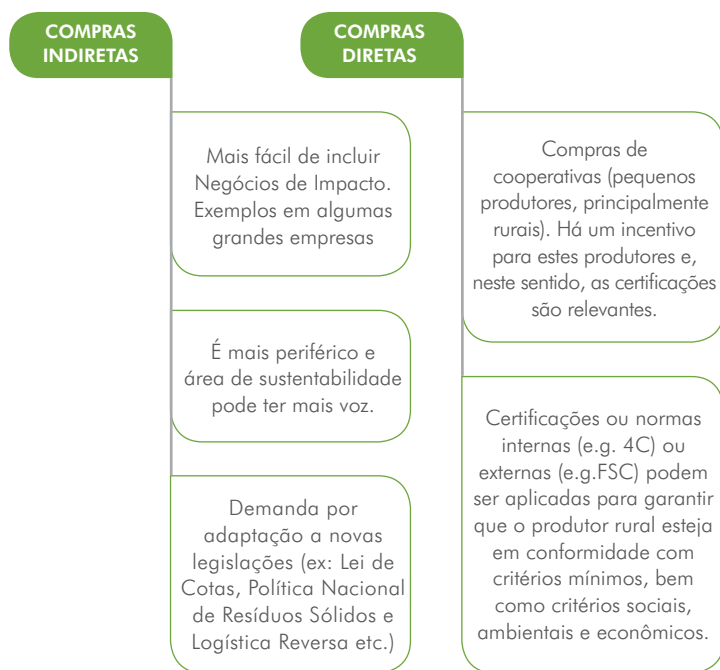 COMPRAS
INDIRETAS
Mais fácil de incluir
Negócios de Impacto.
Exemplos em algumas
grandes empresas
É mais periférico e
área de sustentabilidade
pode ter mais voz.
Demanda por
adaptação a novas
legislações (ex: Lei de
Cotas, Política Nacional
de Resíduos Sólidos e
Logística Reversa etc.)
COMPRAS
DIRETAS
Compras de
cooperativas (pequenos
produtores, principalmente
rurais). Há um incentivo
para estes produtores e,
neste sentido, as certificações
são relevantes.
Certificações ou normas
internas (e.g. 4C) ou
externas (e.g.FSC) podem
ser aplicadas para garantir
que o produtor rural esteja
em conformidade com
critérios mínimos, bem
como critérios sociais,
ambientais e econômicos.